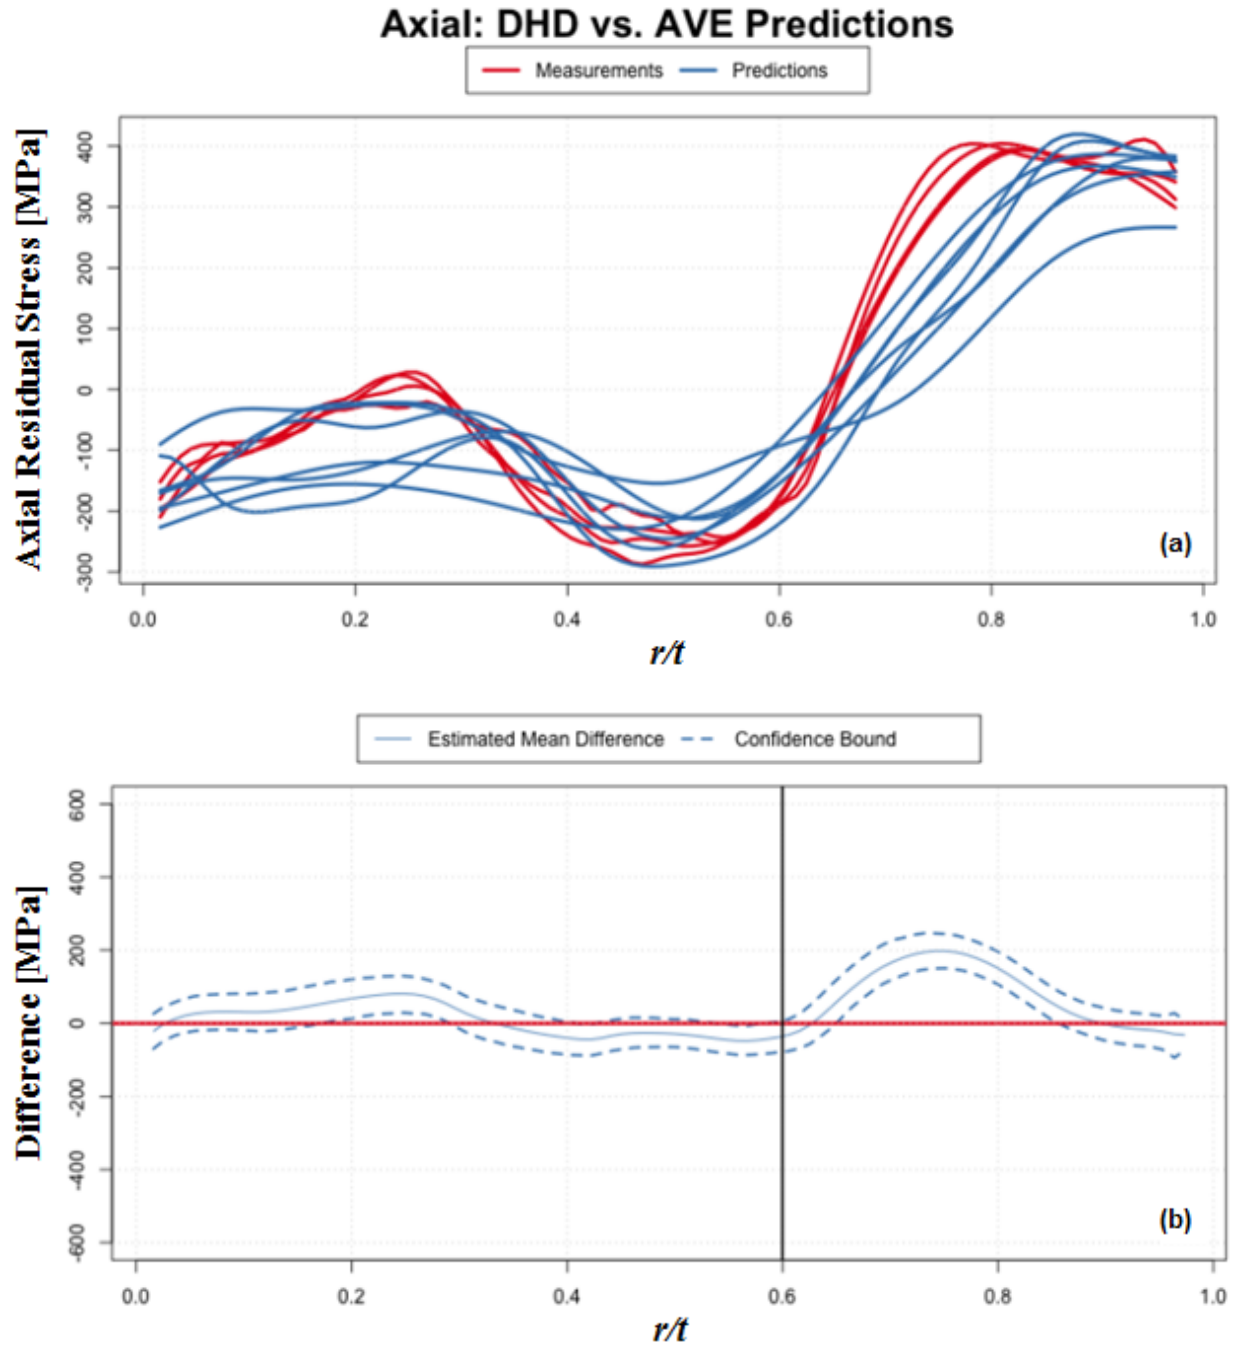 Axial: DHD vs. AVE Predictions
Measurements Predictions
Axial Residual Stress [MPa]
400
300
200
100
0
-100
-200
-300
(a)
0.0 0.2 0.4 0.6 0.8 1.0
r/t
Estimated Mean Difference Confidence Bound
Difference [MPa]
600
400
200
0
-200
-400
-600
(b)
0.0 0.2 0.4 0.6 0.8 1.0
r/t